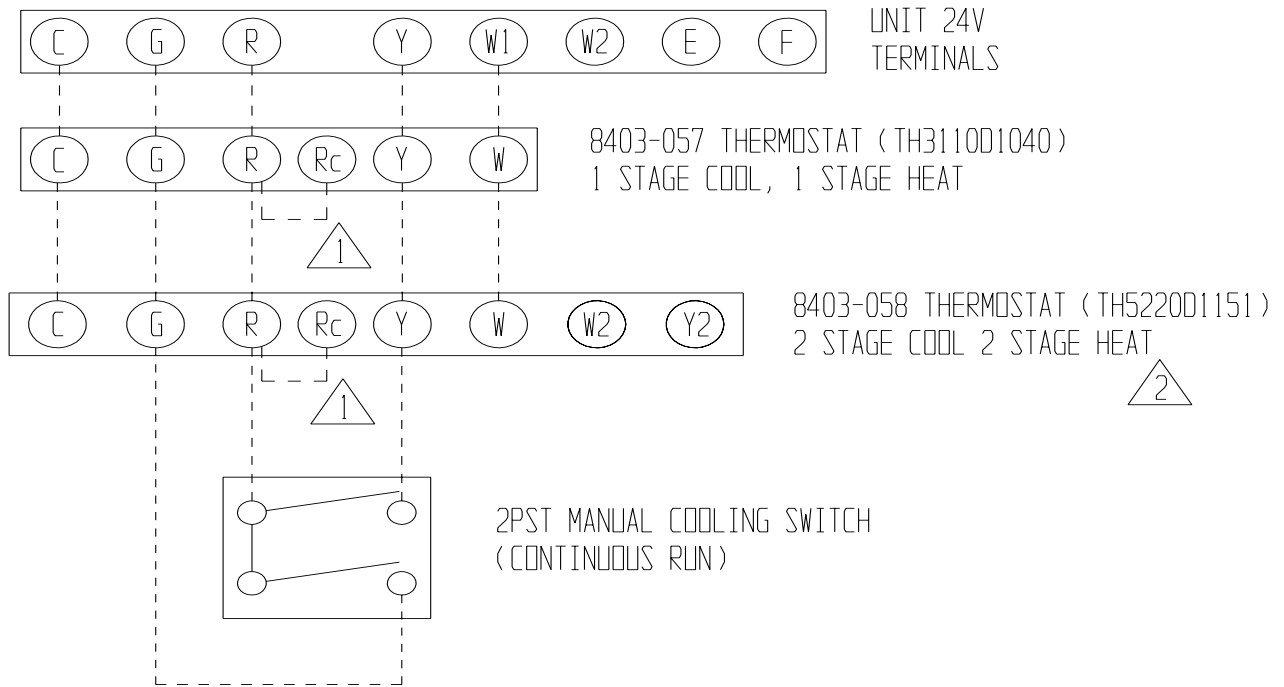 C G R Y W1 W2 E F
UNIT 24V
TERMINALS
C G R Rc Y W
8403-057 THERMOSTAT (TH3110D1040)
1 STAGE COOL, 1 STAGE HEAT
1
C G R Rc Y W W2 Y2
8403-058 THERMOSTAT (TH5220D1151)
2 STAGE COOL 2 STAGE HEAT
1
2
2PST MANUAL COOLING SWITCH
(CONTINUOUS RUN)